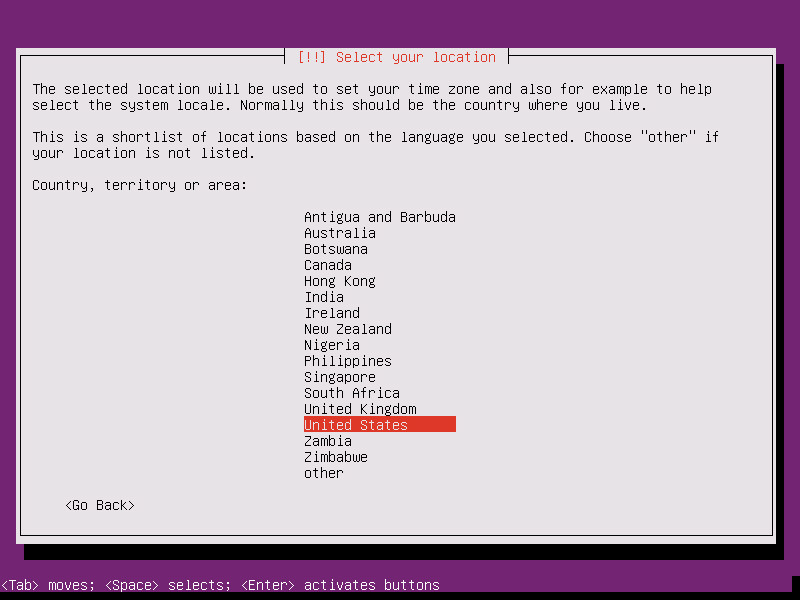 [!!] Select your location
The selected location will be used to set your time zone and also for example to help
select the system locale. Normally this should be the country where you live.
This is a shortlist of locations based on the language you selected. Choose "other" if
your location is not listed.
Country, territory or area:
Antigua and Barbuda
Australia
Botswana
Canada
Hong Kong
India
Ireland
New Zealand
Nigeria
Philippines
Singapore
South Africa
United Kingdom
United States
Zambia
Zimbabwe
other
<Go Back>
<Tab> moves; <Space> selects; <Enter> activates buttons